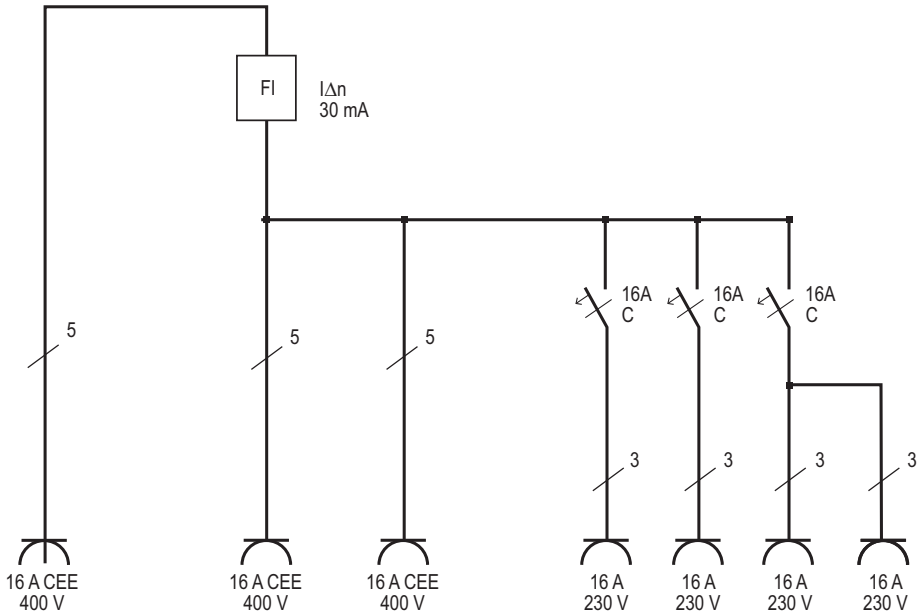 FI
IΔn
30 mA
16A
C
16A
C
16A
C
5
5
5
3
3
3
3
16 A CEE
400 V
16 A CEE
400 V
16 A CEE
400 V
16 A
230 V
16 A
230 V
16 A
230 V
16 A
230 V